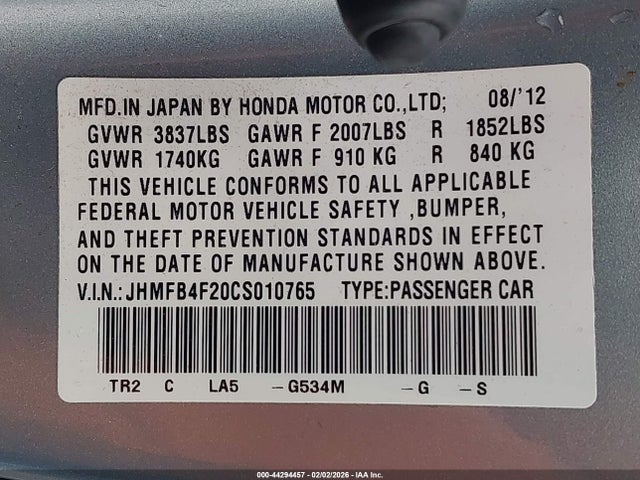 MFD.IN JAPAN BY HONDA MOTOR CO.,LTD; 08/'12
GVWR 3837LBS GAWR F 2007LBS R 1852LBS
GVWR 1740KG GAWR F 910 KG R 840 KG
THIS VEHICLE CONFORMS TO ALL APPLICABLE
FEDERAL MOTOR VEHICLE SAFETY ,BUMPER,
AND THEFT PREVENTION STANDARDS IN EFFECT
ON THE DATE OF MANUFACTURE SHOWN ABOVE.
V.I.N.:JHMFB4F20CS010765 TYPE:PASSENGER CAR
TR2 C LA5 -G534M -G -S
000-44294457 - 02/02/2026 - IAA Inc.